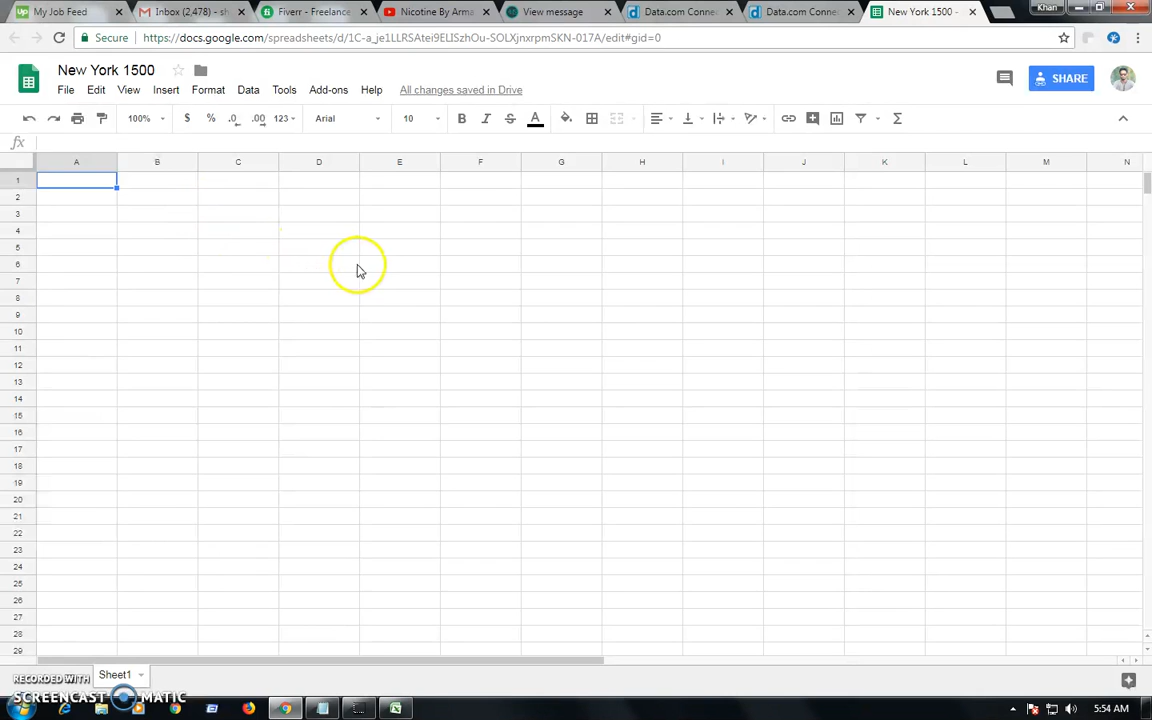 My Job Feed
Inbox (2,478) - sh
Fiverr - Freelance
Nicotine By Arma
View message
Data.com Conne
Data.com Conne
New York 1500 -
Khan
Secure
https://docs.google.com/spreadsheets/d/1C-a_je1LLRSAtei9ELISzhOu-SOLXjnxrpmSKN-017A/edit#gid=0
New York 1500
SHARE
File Edit View Insert Format Data Tools Add-ons Help All changes saved in Drive
100% $ % .0 .00 123 Arial 10 B I S A Σ
fx
A B C D E F G H I J K L M N
1
2
3
4
5
6
7
8
9
10
11
12
13
14
15
16
17
18
19
20
21
22
23
24
25
26
27
28
29
Sheet1
RECORDED WITH
SCREENCAST MATIC
5:54 AM